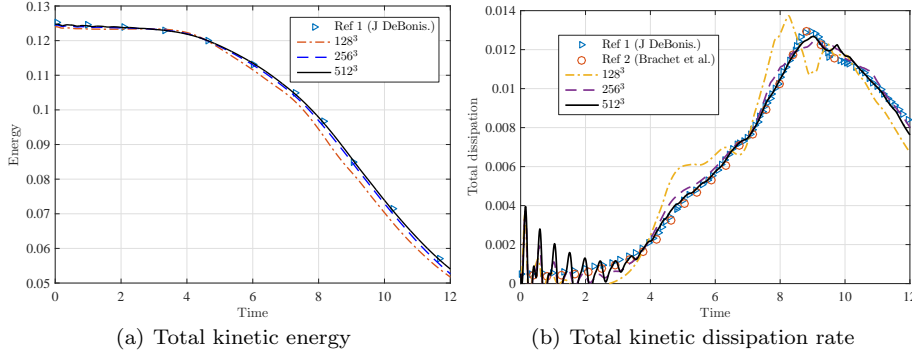 0.13
0.12
0.11
0.1
0.09
0.08
0.07
0.06
0.05
Energy
0 2 4 6 8 10 12
Time
Ref 1 (J DeBonis.)
128³
256³
512³
(a) Total kinetic energy
0.014
0.012
0.01
0.008
0.006
0.004
0.002
0
Total dissipation
0 2 4 6 8 10 12
Time
Ref 1 (J DeBonis.)
Ref 2 (Brachet et al.)
128³
256³
512³
(b) Total kinetic dissipation rate